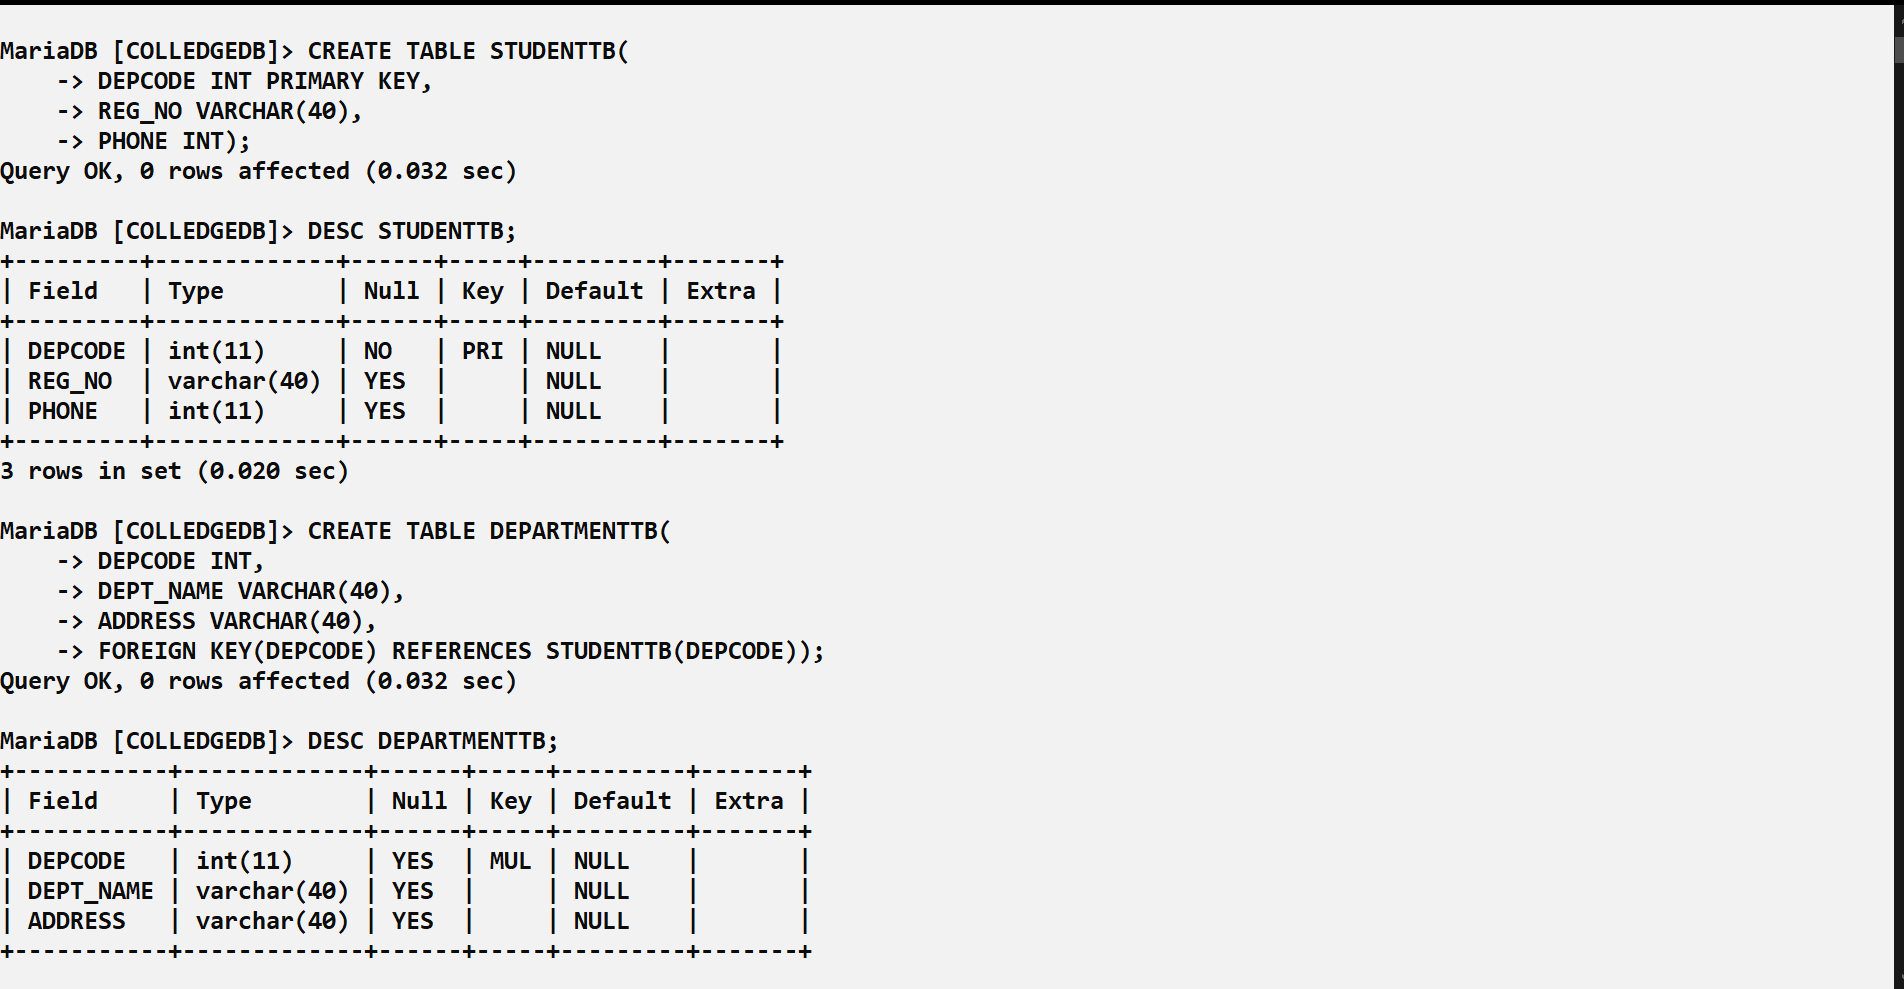 MariaDB [COLLEDGEDB]> CREATE TABLE STUDENTTB(
    -> DEPCODE INT PRIMARY KEY,
    -> REG_NO VARCHAR(40),
    -> PHONE INT);
Query OK, 0 rows affected (0.032 sec)

MariaDB [COLLEDGEDB]> DESC STUDENTTB;
+---------+-------------+------+-----+---------+-------+
| Field   | Type        | Null | Key | Default | Extra |
+---------+-------------+------+-----+---------+-------+
| DEPCODE | int(11)     | NO   | PRI | NULL    |       |
| REG_NO  | varchar(40) | YES  |     | NULL    |       |
| PHONE   | int(11)     | YES  |     | NULL    |       |
+---------+-------------+------+-----+---------+-------+
3 rows in set (0.020 sec)

MariaDB [COLLEDGEDB]> CREATE TABLE DEPARTMENTTB(
    -> DEPCODE INT,
    -> DEPT_NAME VARCHAR(40),
    -> ADDRESS VARCHAR(40),
    -> FOREIGN KEY(DEPCODE) REFERENCES STUDENTTB(DEPCODE));
Query OK, 0 rows affected (0.032 sec)

MariaDB [COLLEDGEDB]> DESC DEPARTMENTTB;
+-----------+-------------+------+-----+---------+-------+
| Field     | Type        | Null | Key | Default | Extra |
+-----------+-------------+------+-----+---------+-------+
| DEPCODE   | int(11)     | YES  | MUL | NULL    |       |
| DEPT_NAME | varchar(40) | YES  |     | NULL    |       |
| ADDRESS   | varchar(40) | YES  |     | NULL    |       |
+-----------+-------------+------+-----+---------+-------+